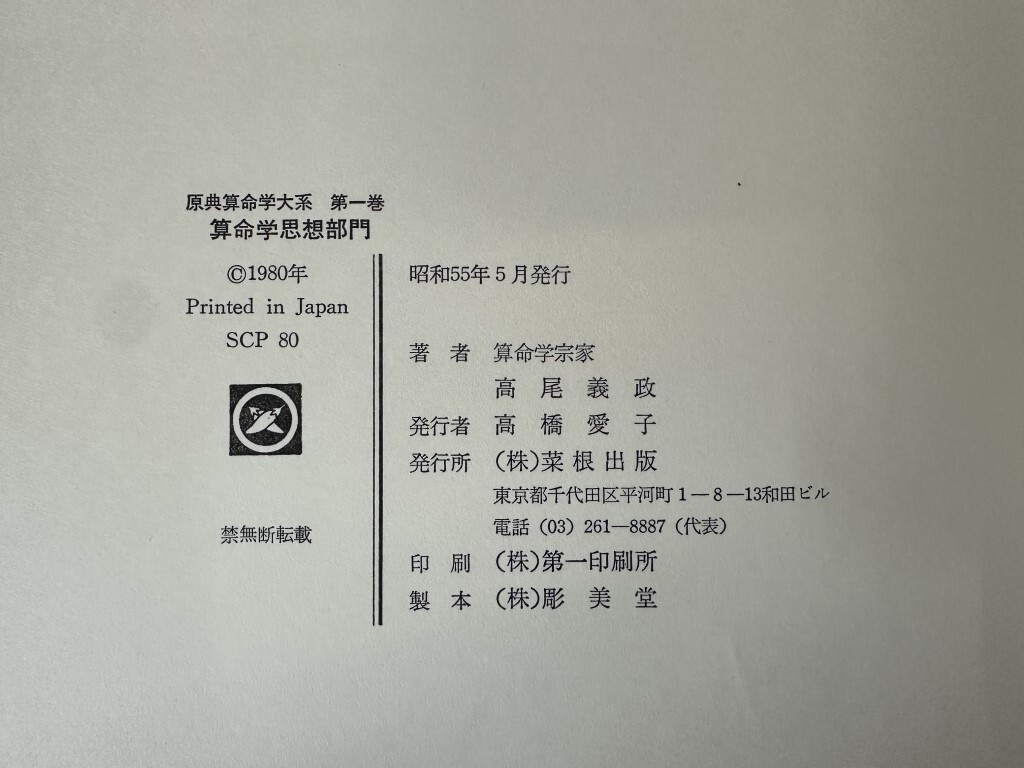 原典算命学大系　第一巻
算命学思想部門
©1980年
Printed in Japan
SCP 80
禁無断転載
昭和55年5月発行
著　者　算命学宗家
高　尾　義　政
発行者　高　橋　愛　子
発行所　(株)菜根出版
東京都千代田区平河町1―8―13和田ビル
電話（03）261―8887（代表）
印　刷　(株)第一印刷所
製　本　(株)彫　美　堂